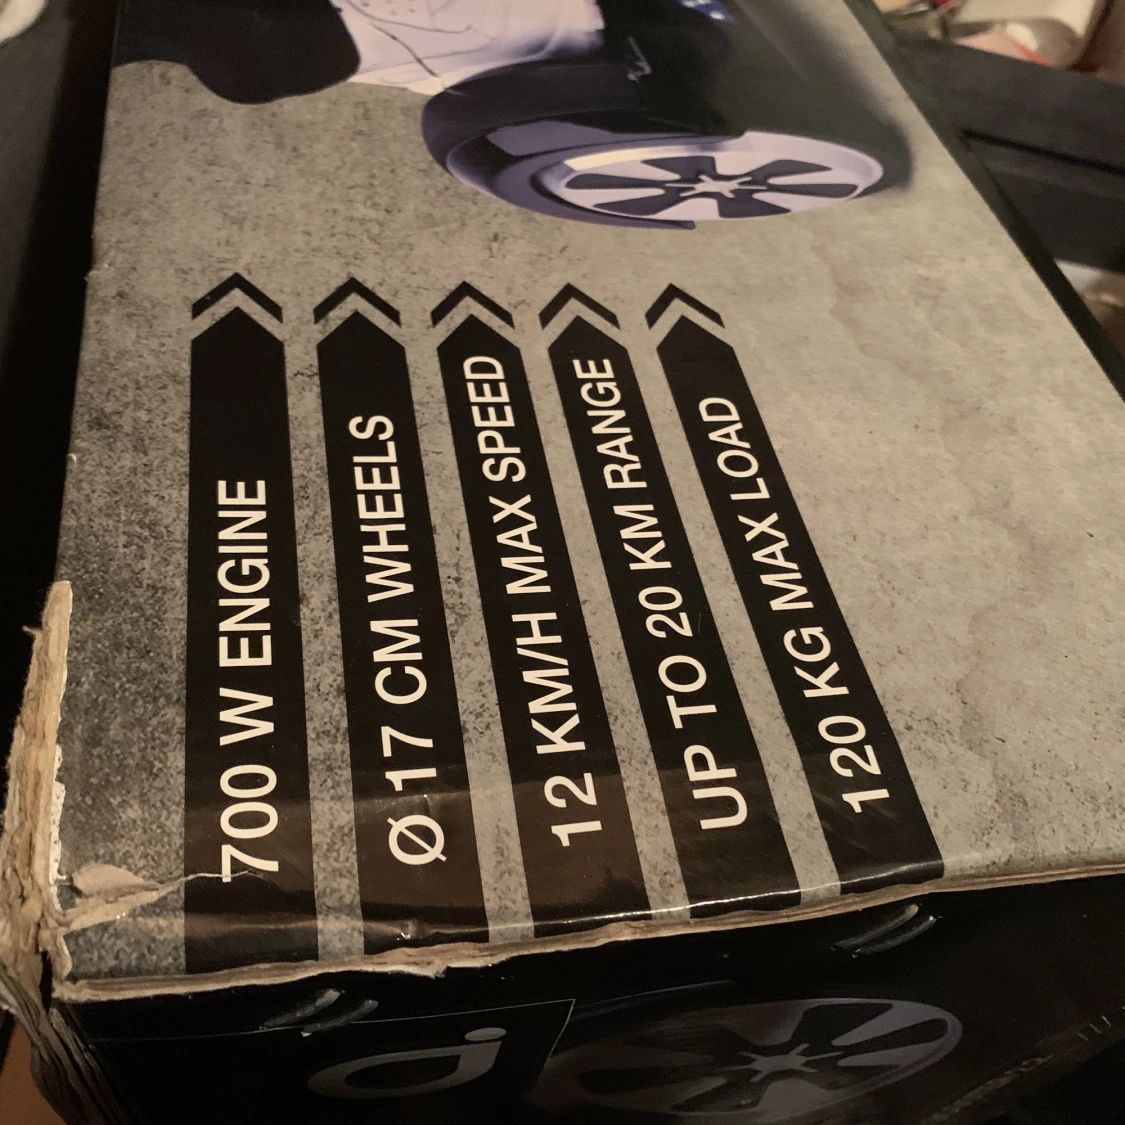 700 W ENGINE
Ø 17 CM WHEELS
12 KM/H MAX SPEED
UP TO 20 KM RANGE
120 KG MAX LOAD